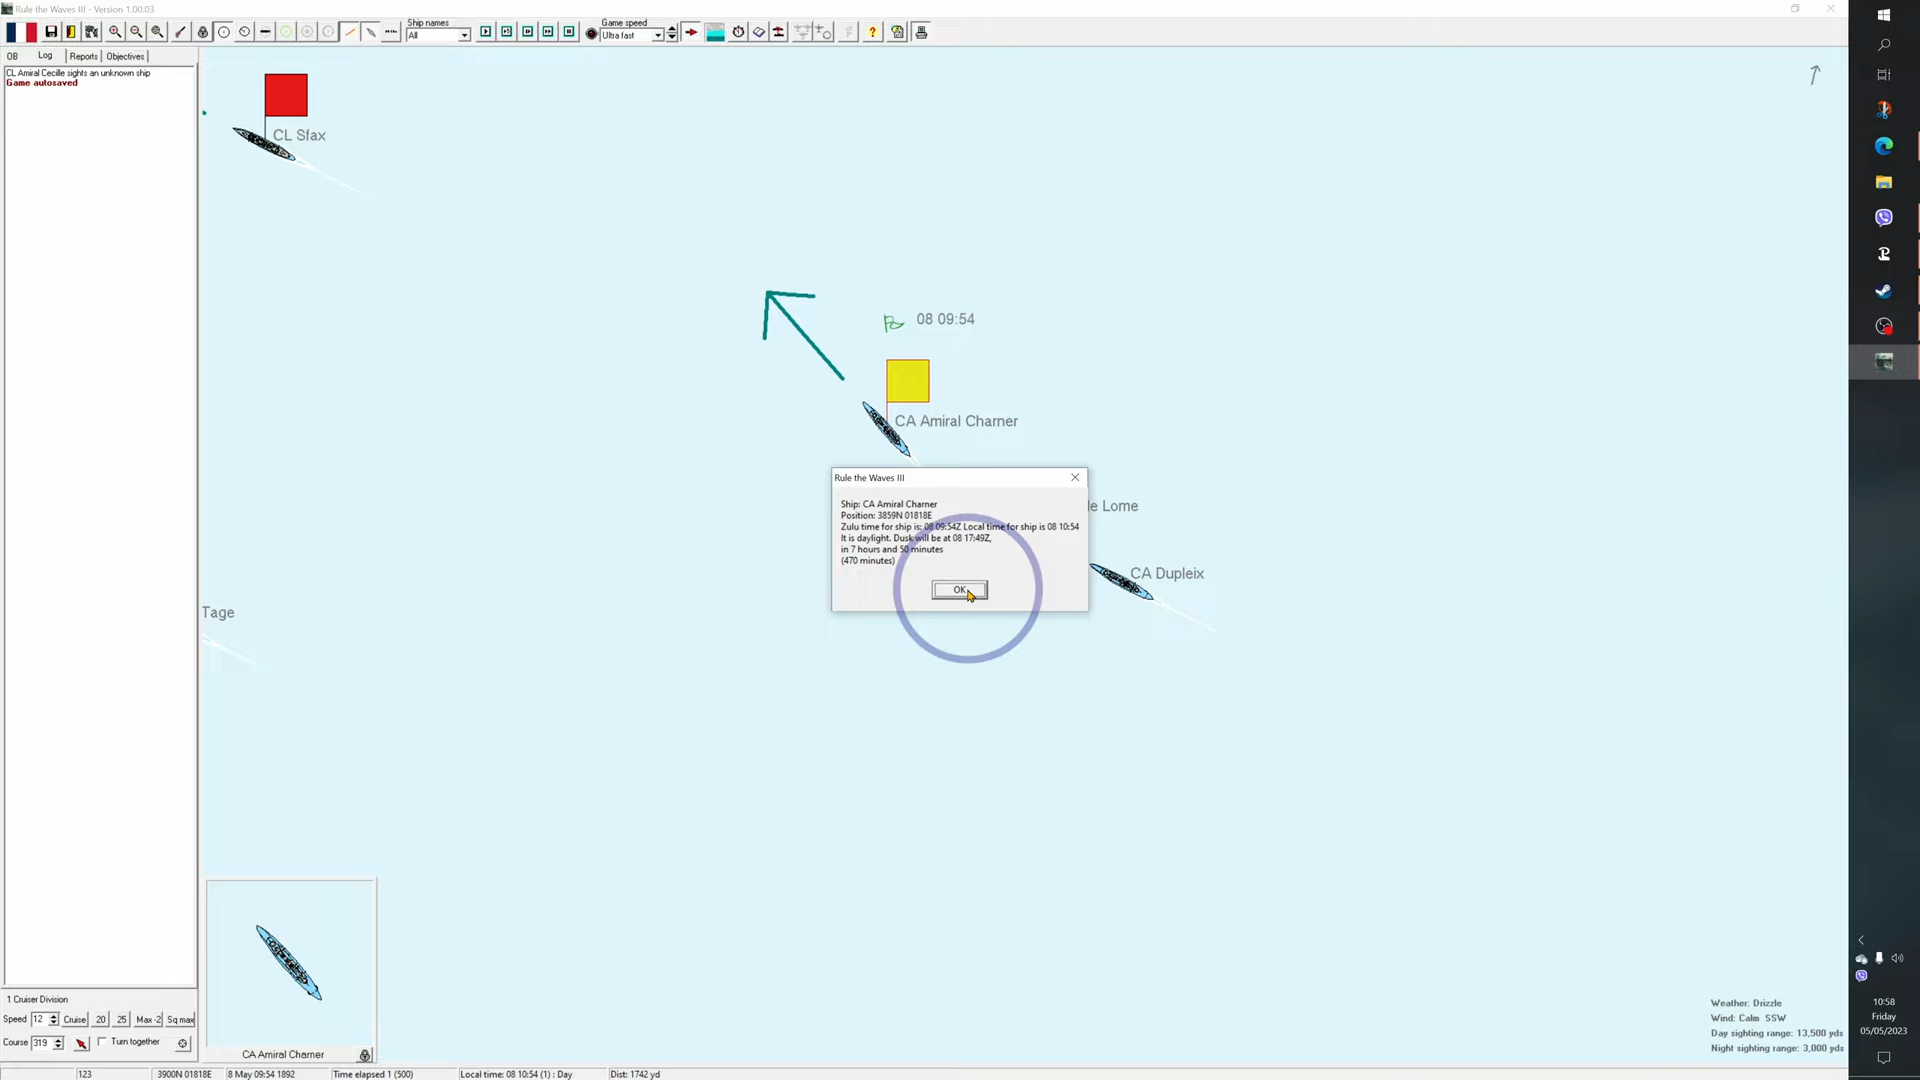 Rule the Waves III - Version 1.00.03
Ship names
All
Game speed
Ultra fast
OB
Log
Reports
Objectives
CL Amiral Cecille sights an unknown ship
Game autosaved
CL Sfax
08 09:54
CA Amiral Charner
Rule the Waves III
Ship: CA Amiral Charner
Position: 3859N 01818E
Zulu time for ship is: 08 09:54Z Local time for ship is 08 10:54
It is daylight. Dusk will be at 08 17:49Z,
in 7 hours and 50 minutes
(470 minutes)
OK
de Lome
CA Dupleix
Tage
1 Cruiser Division
Speed 12 Cruise 20 25 Max -2 Sq max
Course 319 Turn together
CA Amiral Charner
Weather: Drizzle
Wind: Calm SSW
Day sighting range: 13,500 yds
Night sighting range: 3,000 yds
123
3900N 01818E
8 May 09:54 1892
Time elapsed 1 (500)
Local time: 08 10:54 (1) : Day
Dist: 1742 yd
10:58
Friday
05/05/2023